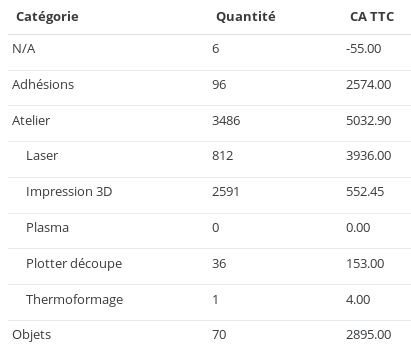 Catégorie Quantité CA TTC
N/A 6 -55.00
Adhésions 96 2574.00
Atelier 3486 5032.90
Laser 812 3936.00
Impression 3D 2591 552.45
Plasma 0 0.00
Plotter découpe 36 153.00
Thermoformage 1 4.00
Objets 70 2895.00